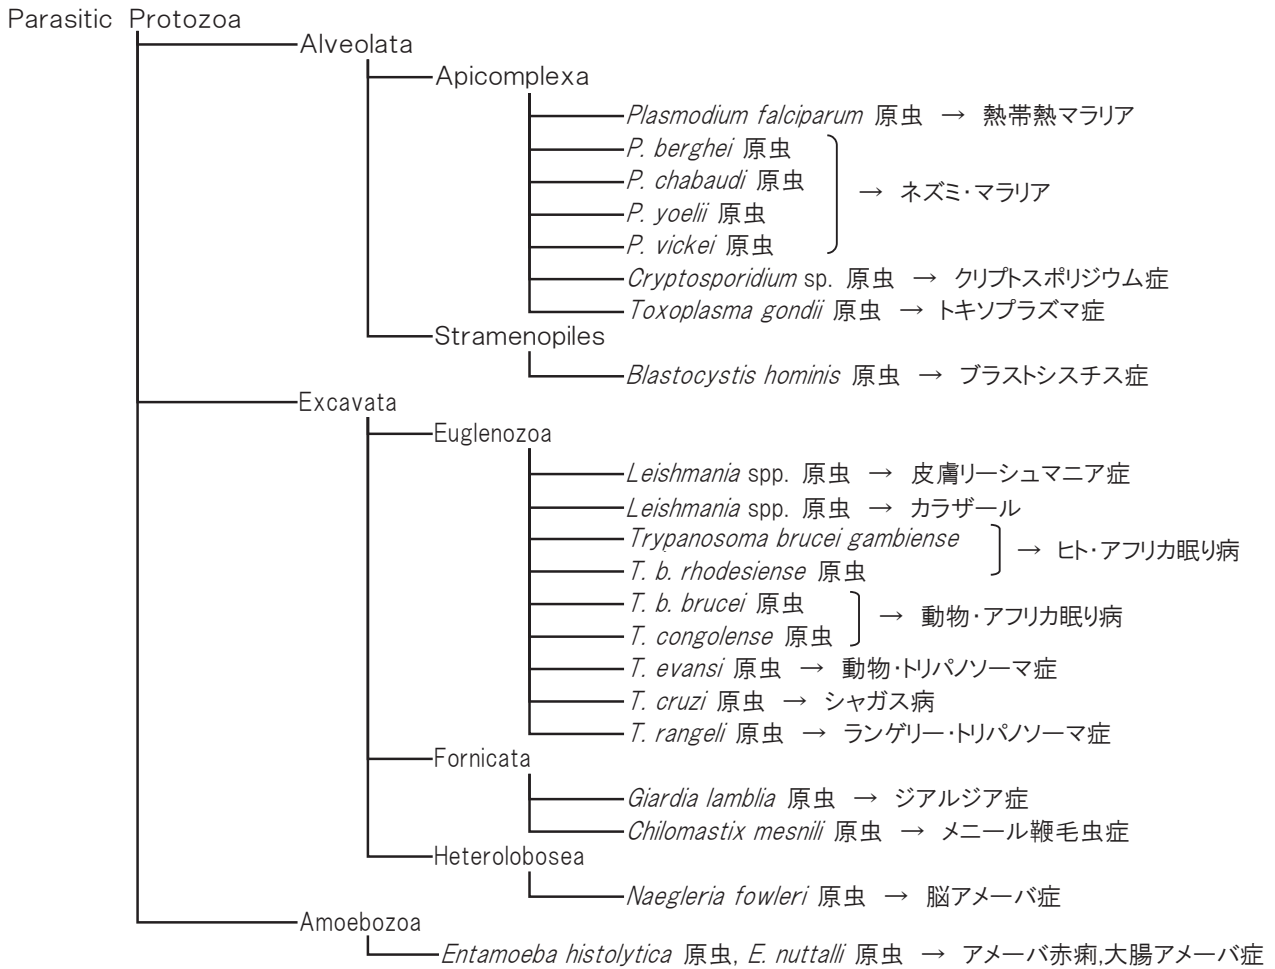 Parasitic Protozoa
Alveolata
Apicomplexa
Plasmodium falciparum 原虫 → 熱帯熱マラリア
P. berghei 原虫
P. chabaudi 原虫
→ ネズミ・マラリア
P. yoelii 原虫
P. vickei 原虫
Cryptosporidium sp. 原虫 → クリプトスポリジウム症
Toxoplasma gondii 原虫 → トキソプラズマ症
Stramenopiles
Blastocystis hominis 原虫 → ブラストシスチス症
Excavata
Euglenozoa
Leishmania spp. 原虫 → 皮膚リーシュマニア症
Leishmania spp. 原虫 → カラザール
Trypanosoma brucei gambiense
→ ヒト・アフリカ眠り病
T. b. rhodesiense 原虫
T. b. brucei 原虫
→ 動物・アフリカ眠り病
T. congolense 原虫
T. evansi 原虫 → 動物・トリパノソーマ症
T. cruzi 原虫 → シャガス病
T. rangeli 原虫 → ランゲリー・トリパノソーマ症
Fornicata
Giardia lamblia 原虫 → ジアルジア症
Chilomastix mesnili 原虫 → メニール鞭毛虫症
Heterolobosea
Naegleria fowleri 原虫 → 脳アメーバ症
Amoebozoa
Entamoeba histolytica 原虫, E. nuttalli 原虫 → アメーバ赤痢,大腸アメーバ症